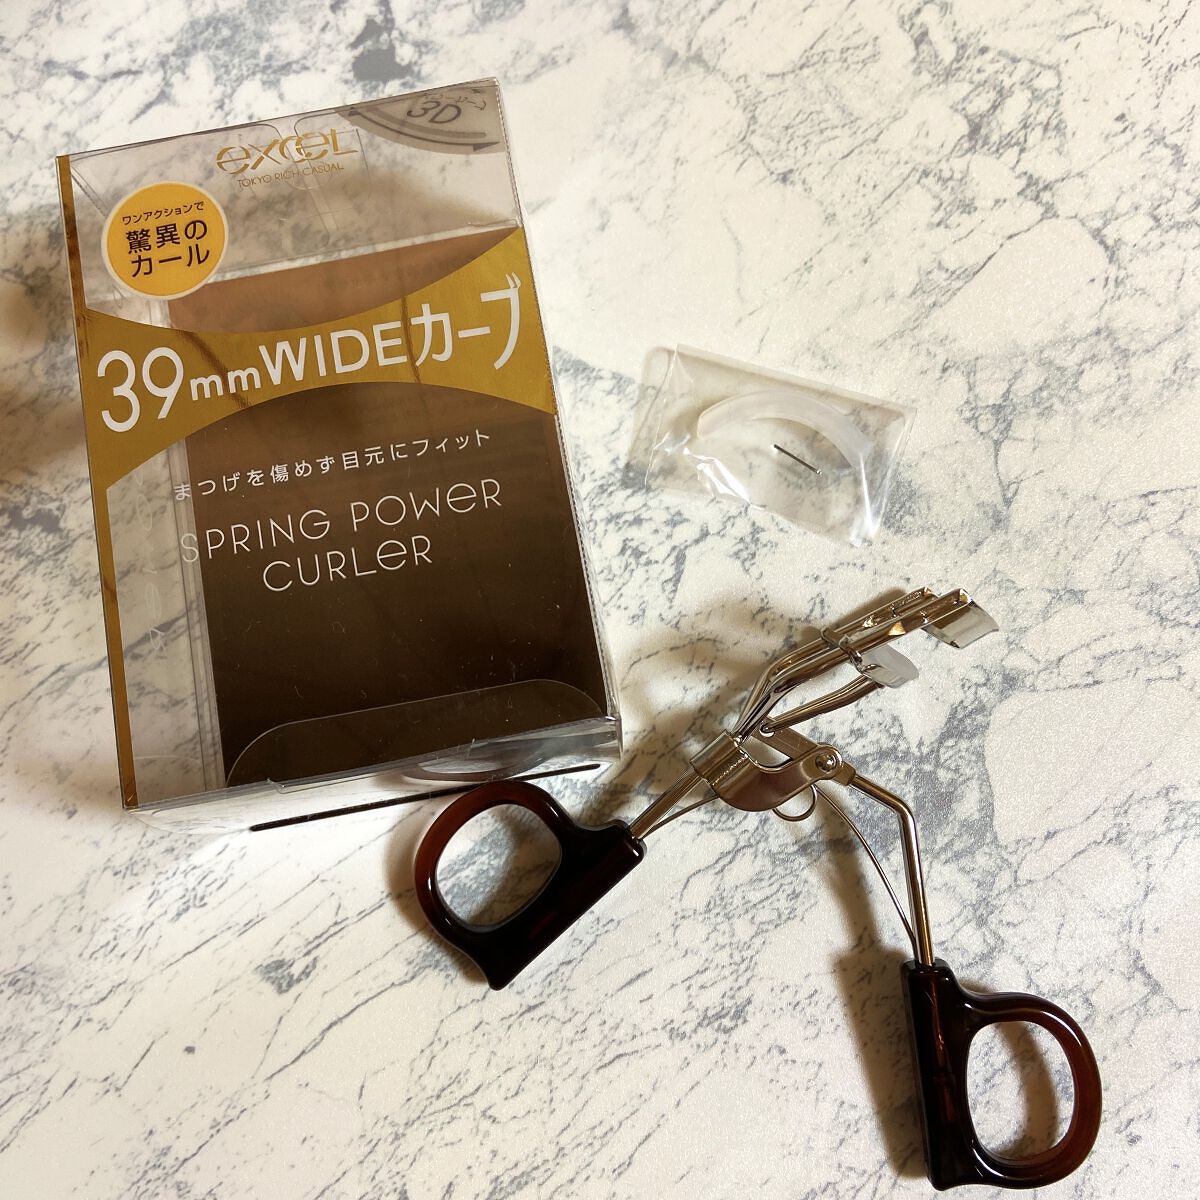 excel
TOKYO RICH CASUAL
3D
ワンアクションで
驚異の
カール
39mmWIDEカーブ
まつげを傷めず目元にフィット
SPRING POWER
CURLER